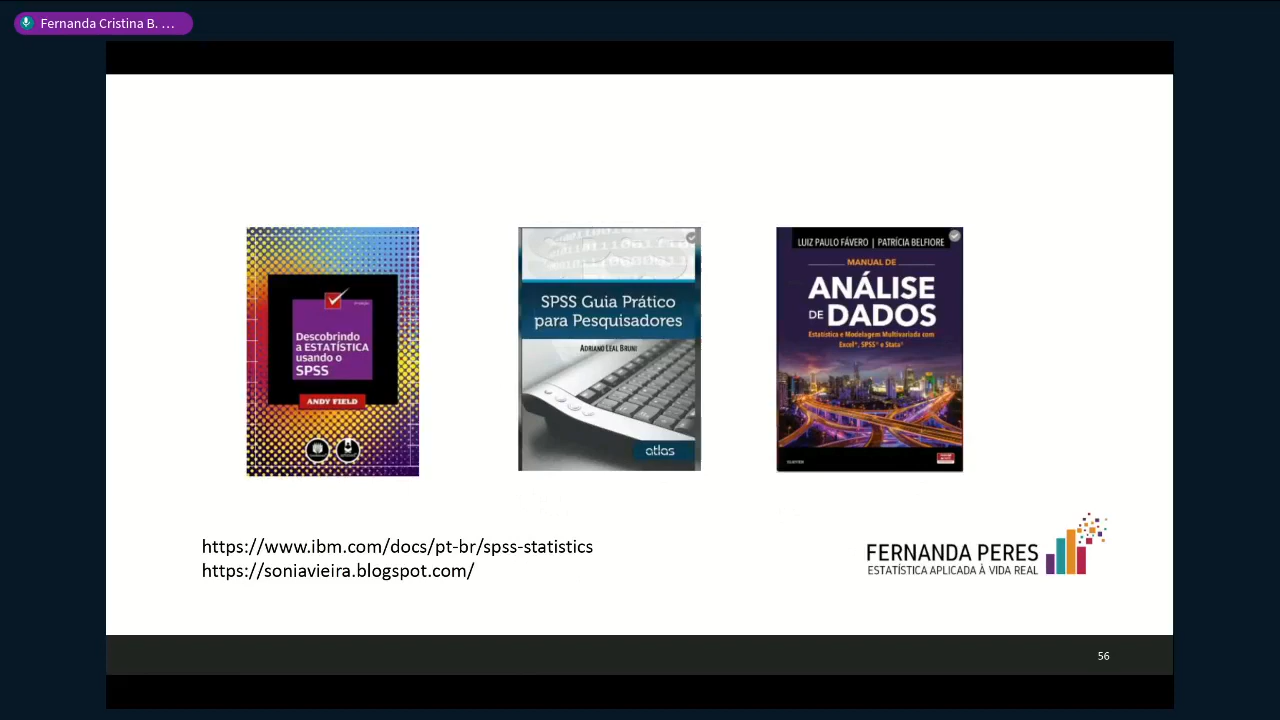 Fernanda Cristina B. ...
Descobrindo
a ESTATÍSTICA
usando o
SPSS
ANDY FIELD
SPSS Guia Prático
para Pesquisadores
ADRIANO LEAL BRUNI
atlas
LUIZ PAULO FÁVERO | PATRÍCIA BELFIORE
MANUAL DE
ANÁLISE
DE DADOS
Estatística e Modelagem Multivariada com
Excel®, SPSS® e Stata®
https://www.ibm.com/docs/pt-br/spss-statistics
https://soniavieira.blogspot.com/
FERNANDA PERES
ESTATÍSTICA APLICADA À VIDA REAL
56